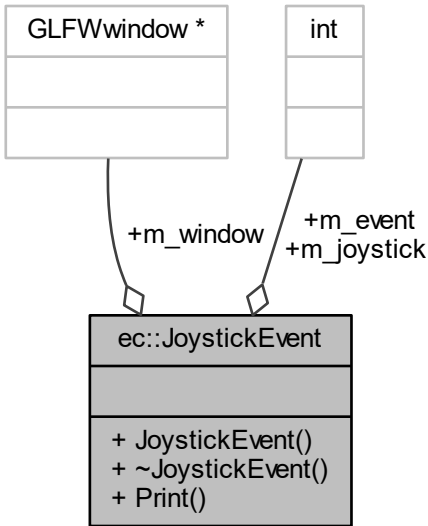 GLFWwindow *
int
+m_window
+m_event
+m_joystick
ec::JoystickEvent
+ JoystickEvent()
+ ~JoystickEvent()
+ Print()